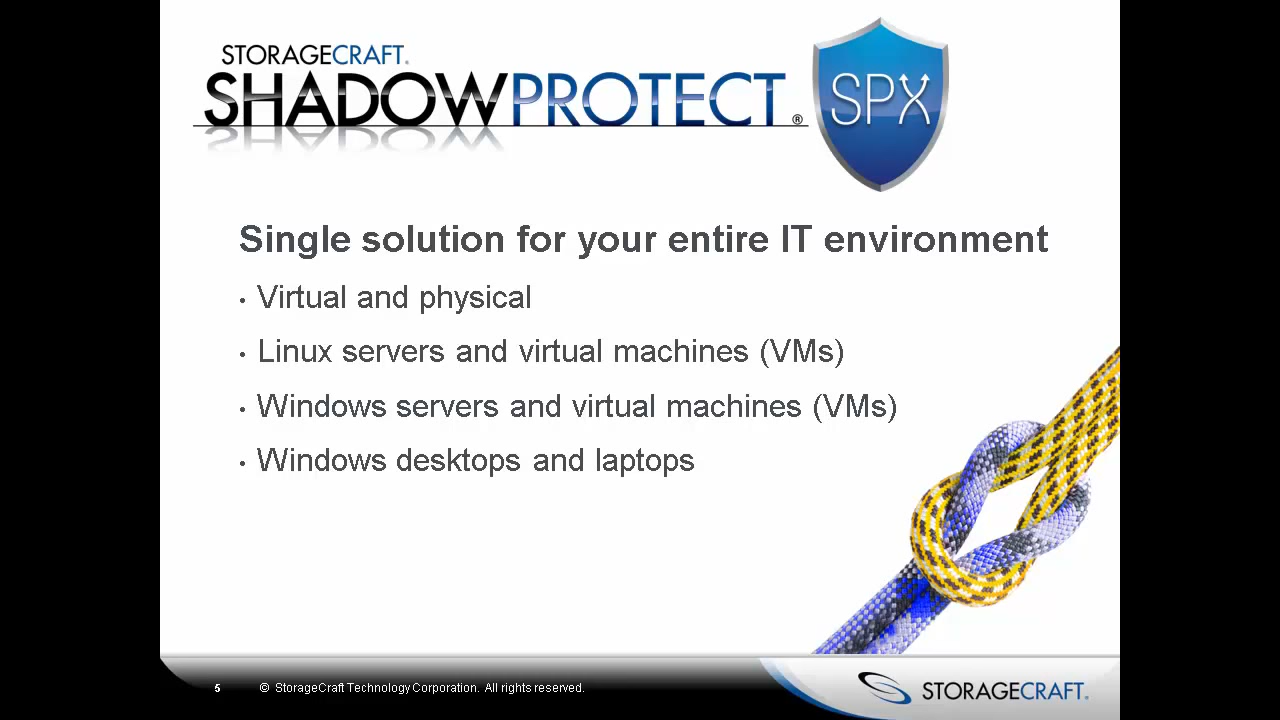 STORAGECRAFT®
SHADOWPROTECT®
SPX
Single solution for your entire IT environment
• Virtual and physical
• Linux servers and virtual machines (VMs)
• Windows servers and virtual machines (VMs)
• Windows desktops and laptops
5 © StorageCraft Technology Corporation. All rights reserved.
STORAGECRAFT®